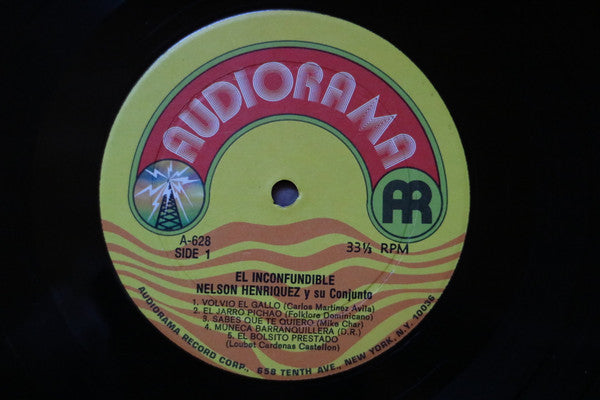 AUDIORAMA
AR
A-628
SIDE 1
33⅓ RPM
EL INCONFUNDIBLE
NELSON HENRIQUEZ y su Conjunto
1. VOLVIO EL GALLO (Carlos Martinez Avila)
2. EL JARRO PICHAO (Folklore Dominicano)
3. SABES QUE TE QUIERO (Mike Char)
4. MUNECA BARRANQUILLERA (D.R.)
5. EL BOLSITO PRESTADO
(Loubet Cardenas Castellon)
AUDIORAMA RECORD CORP., 658 TENTH AVE., NEW YORK, N.Y. 10036